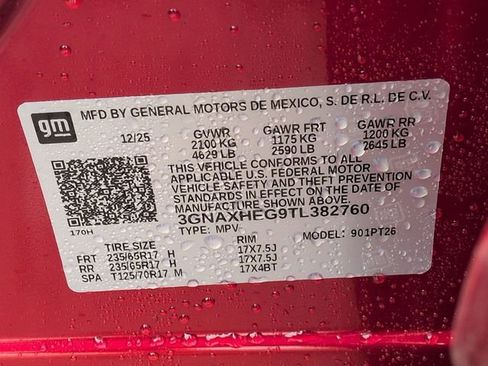 gm
MFD BY GENERAL MOTORS DE MEXICO, S. DE R.L. DE C.V.
12/25 GVWR GAWR FRT GAWR RR
2100 KG 1175 KG 1200 KG
4629 LB 2590 LB 2645 LB
THIS VEHICLE CONFORMS TO ALL
APPLICABLE U.S. FEDERAL MOTOR
VEHICLE SAFETY AND THEFT PREVENTION
STANDARDS IN EFFECT ON THE DATE OF
MANUFACTURE SHOWN ABOVE.
3GNAXHEG9TL382760
170H TYPE: MPV MODEL: 901PT26
TIRE SIZE RIM
FRT 235/65R17 H 17X7.5J
RR 235/65R17 H 17X7.5J
SPA T125/70R17 M 17X4BT